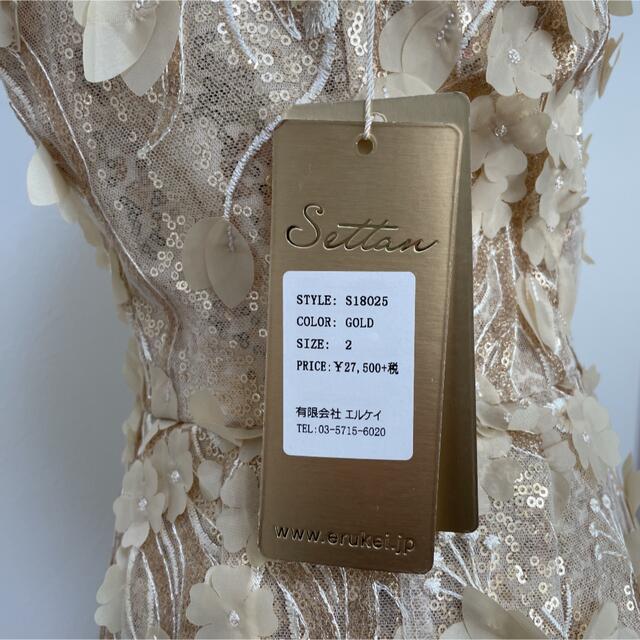 Settan
STYLE: S18025
COLOR: GOLD
SIZE: 2
PRICE:￥27,500+税
有限会社 エルケイ
TEL:03-5715-6020
www.erukei.jp